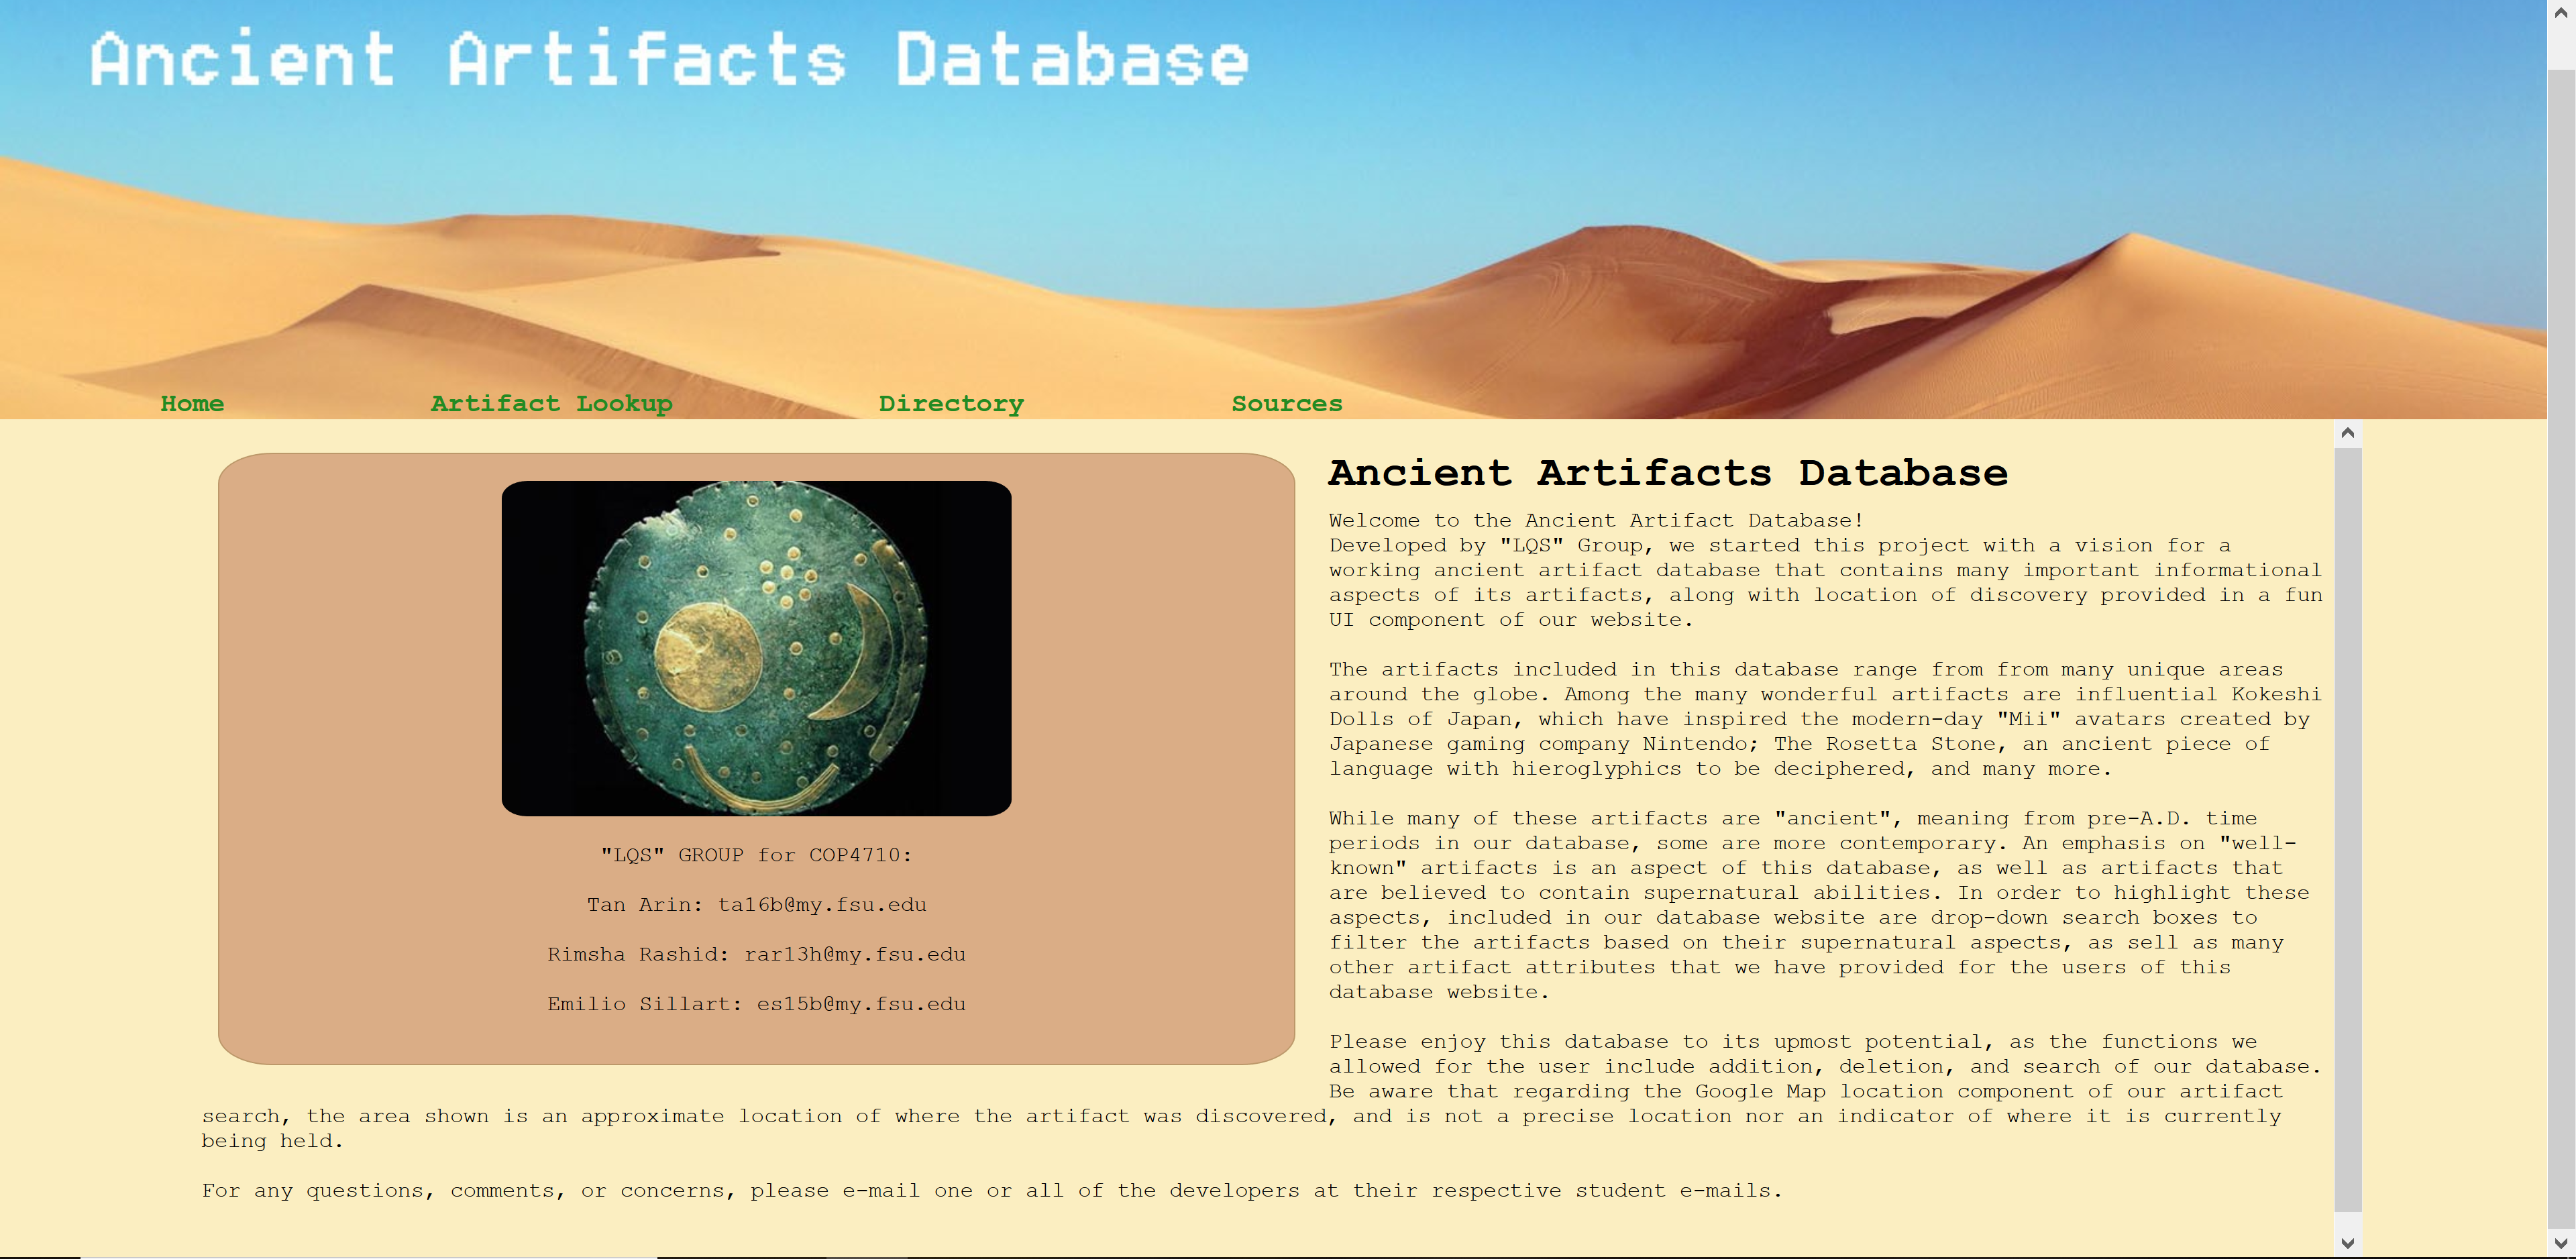 Ancient Artifacts Database
Home Artifact Lookup Directory Sources
"LQS" GROUP for COP4710:
Tan Arin: ta16b@my.fsu.edu
Rimsha Rashid: rar13h@my.fsu.edu
Emilio Sillart: es15b@my.fsu.edu
Ancient Artifacts Database
Welcome to the Ancient Artifact Database!
Developed by "LQS" Group, we started this project with a vision for a
working ancient artifact database that contains many important informational
aspects of its artifacts, along with location of discovery provided in a fun
UI component of our website.
The artifacts included in this database range from from many unique areas
around the globe. Among the many wonderful artifacts are influential Kokeshi
Dolls of Japan, which have inspired the modern-day "Mii" avatars created by
Japanese gaming company Nintendo; The Rosetta Stone, an ancient piece of
language with hieroglyphics to be deciphered, and many more.
While many of these artifacts are "ancient", meaning from pre-A.D. time
periods in our database, some are more contemporary. An emphasis on "well-
known" artifacts is an aspect of this database, as well as artifacts that
are believed to contain supernatural abilities. In order to highlight these
aspects, included in our database website are drop-down search boxes to
filter the artifacts based on their supernatural aspects, as sell as many
other artifact attributes that we have provided for the users of this
database website.
Please enjoy this database to its upmost potential, as the functions we
allowed for the user include addition, deletion, and search of our database.
Be aware that regarding the Google Map location component of our artifact
search, the area shown is an approximate location of where the artifact was discovered, and is not a precise location nor an indicator of where it is currently
being held.
For any questions, comments, or concerns, please e-mail one or all of the developers at their respective student e-mails.